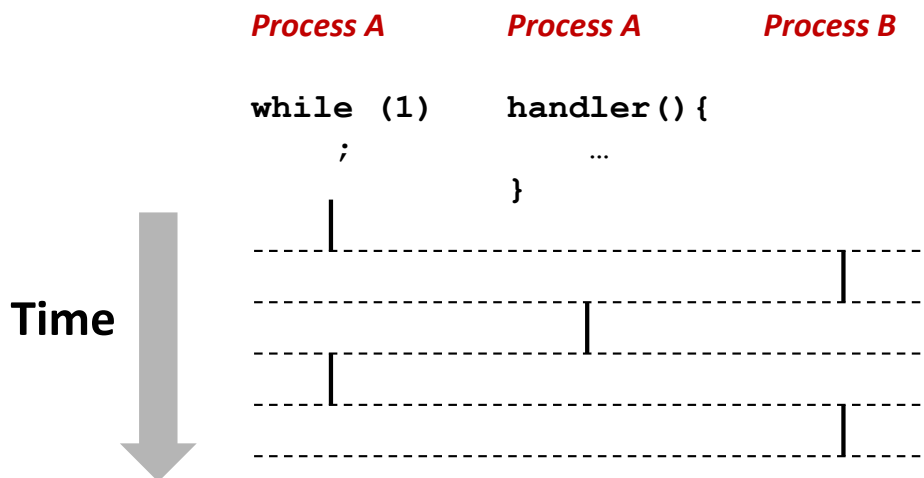 Process A Process A Process B
while (1) handler(){
; …
}
Time